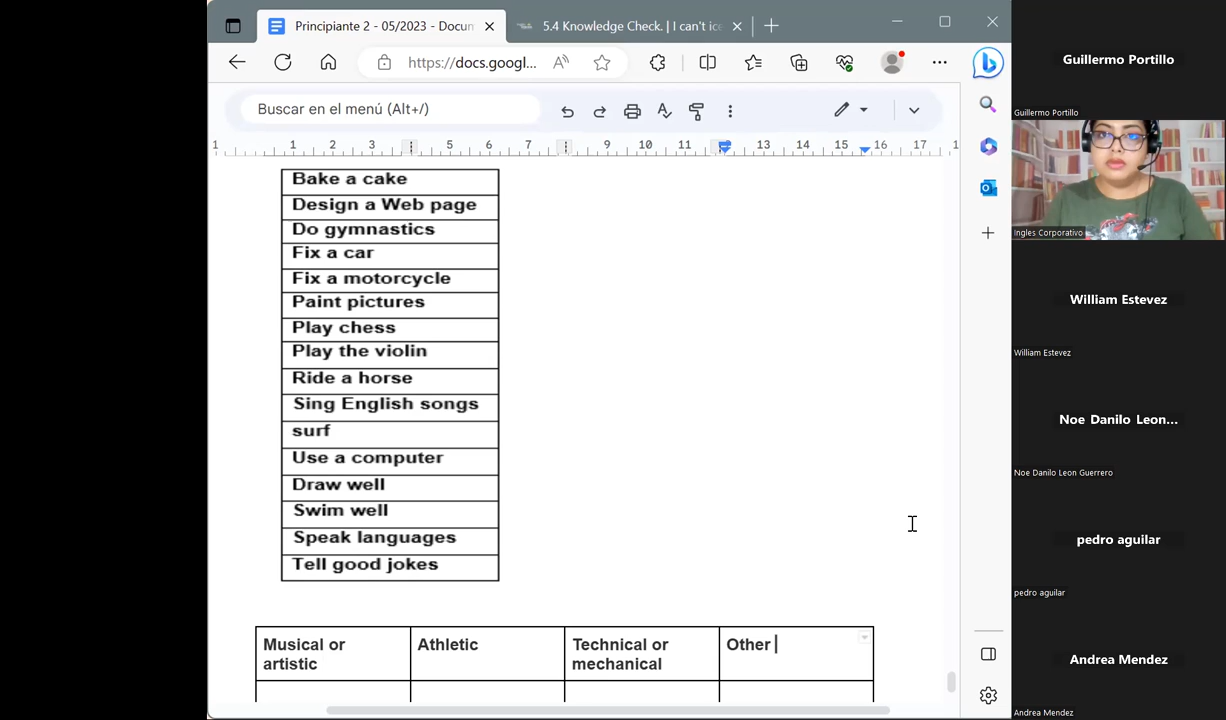 Principiante 2 - 05/2023 - Docun
5.4 Knowledge Check. | I can't ice
https://docs.googl...
Buscar en el menú (Alt+/)
1 1 2 3 5 6 7 9 10 11 13 14 15 16 17 1
Bake a cake
Design a Web page
Do gymnastics
Fix a car
Fix a motorcycle
Paint pictures
Play chess
Play the violin
Ride a horse
Sing English songs
surf
Use a computer
Draw well
Swim well
Speak languages
Tell good jokes
Musical or
artistic
Athletic
Technical or
mechanical
Other
Guillermo Portillo
Guillermo Portillo
Ingles Corporativo
William Estevez
William Estevez
Noe Danilo Leon...
Noe Danilo Leon Guerrero
pedro aguilar
pedro aguilar
Andrea Mendez
Andrea Mendez